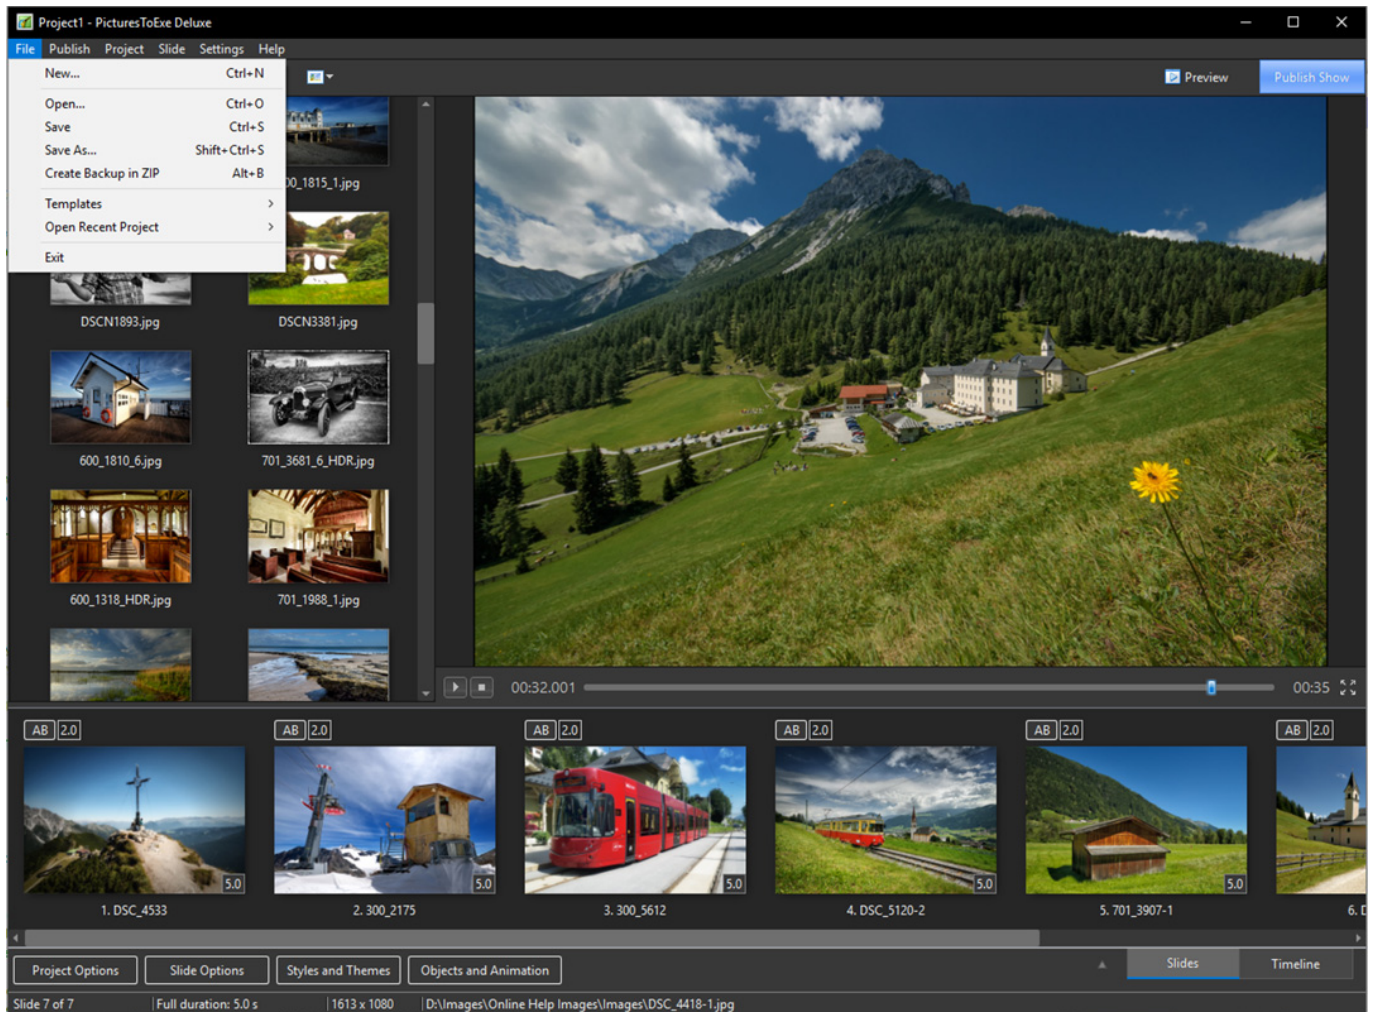 Project1 - PicturesToExe Deluxe
File Publish Project Slide Settings Help
New... Ctrl+N
Open... Ctrl+O
Save Ctrl+S
Save As... Shift+Ctrl+S
Create Backup in ZIP Alt+B
Templates
Open Recent Project
Exit
Preview
Publish Show
00_1815_1.jpg
DSCN1893.jpg DSCN3381.jpg
600_1810_6.jpg 701_3681_6_HDR.jpg
600_1318_HDR.jpg 701_1988_1.jpg
00:32.001 00:35
AB 2.0 AB 2.0 AB 2.0 AB 2.0 AB 2.0 AB 2.0
5.0 5.0 5.0 5.0 5.0
1. DSC_4533 2. 300_2175 3. 300_5612 4. DSC_5120-2 5. 701_3907-1 6.
Project Options Slide Options Styles and Themes Objects and Animation Slides Timeline
Slide 7 of 7 Full duration: 5.0 s 1613 x 1080 D:\Images\Online Help Images\Images\DSC_4418-1.jpg